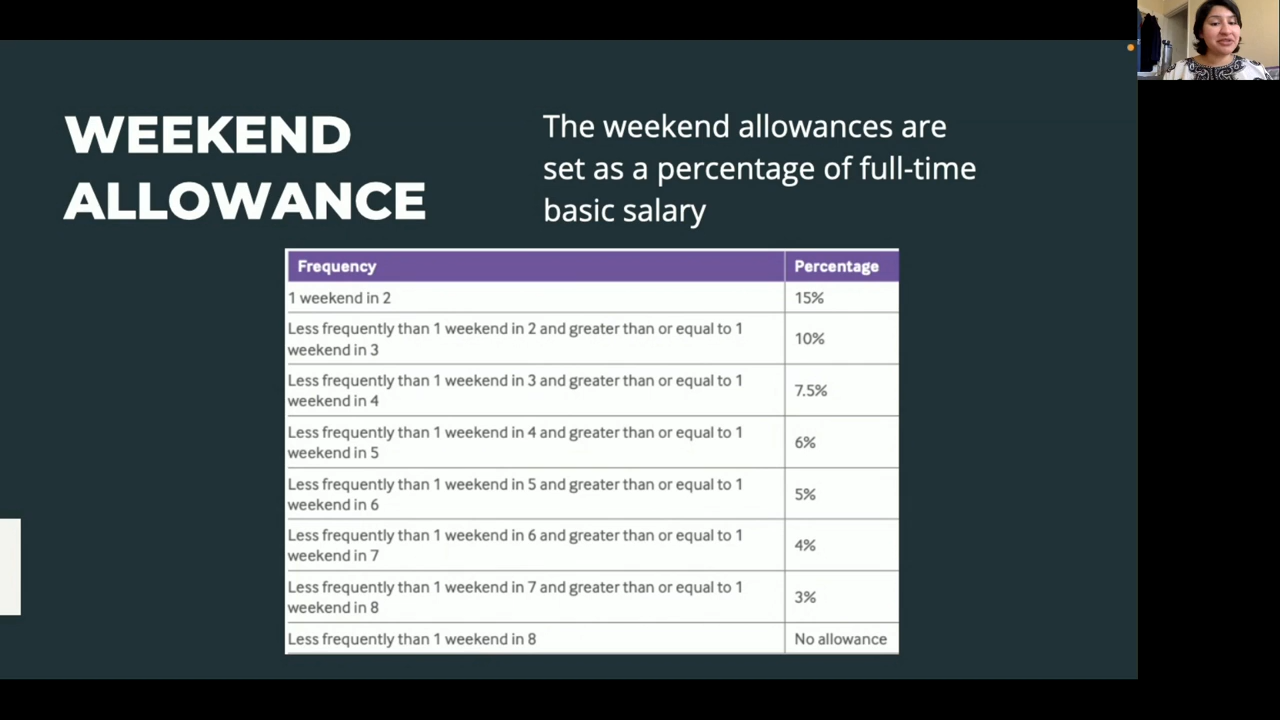 WEEKEND
ALLOWANCE
The weekend allowances are
set as a percentage of full-time
basic salary
Frequency Percentage
1 weekend in 2 15%
Less frequently than 1 weekend in 2 and greater than or equal to 1
weekend in 3
10%
Less frequently than 1 weekend in 3 and greater than or equal to 1
weekend in 4
7.5%
Less frequently than 1 weekend in 4 and greater than or equal to 1
weekend in 5
6%
Less frequently than 1 weekend in 5 and greater than or equal to 1
weekend in 6
5%
Less frequently than 1 weekend in 6 and greater than or equal to 1
weekend in 7
4%
Less frequently than 1 weekend in 7 and greater than or equal to 1
weekend in 8
3%
Less frequently than 1 weekend in 8 No allowance